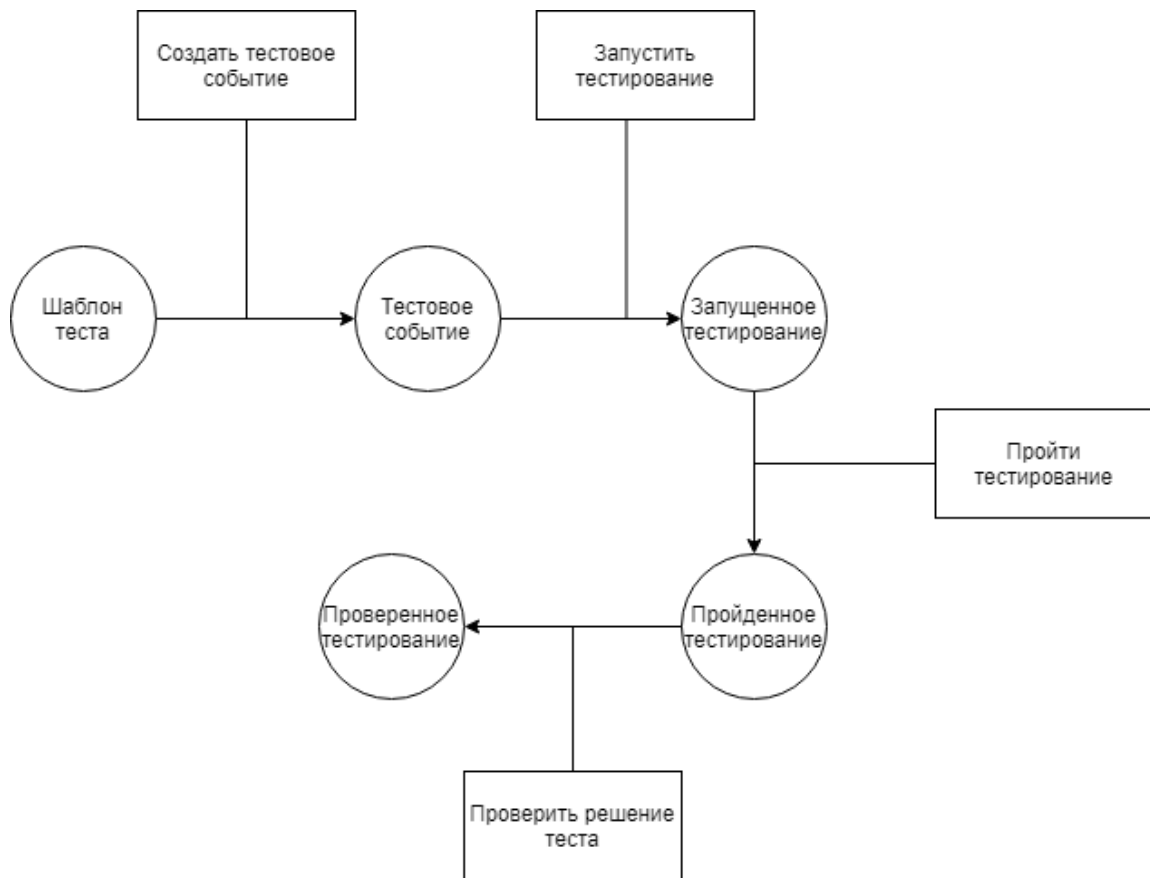 Создать тестовое
событие
Запустить
тестирование
Шаблон
теста
Тестовое
событие
Запущенное
тестирование
Пройти
тестирование
Проверенное
тестирование
Пройденное
тестирование
Проверить решение
теста